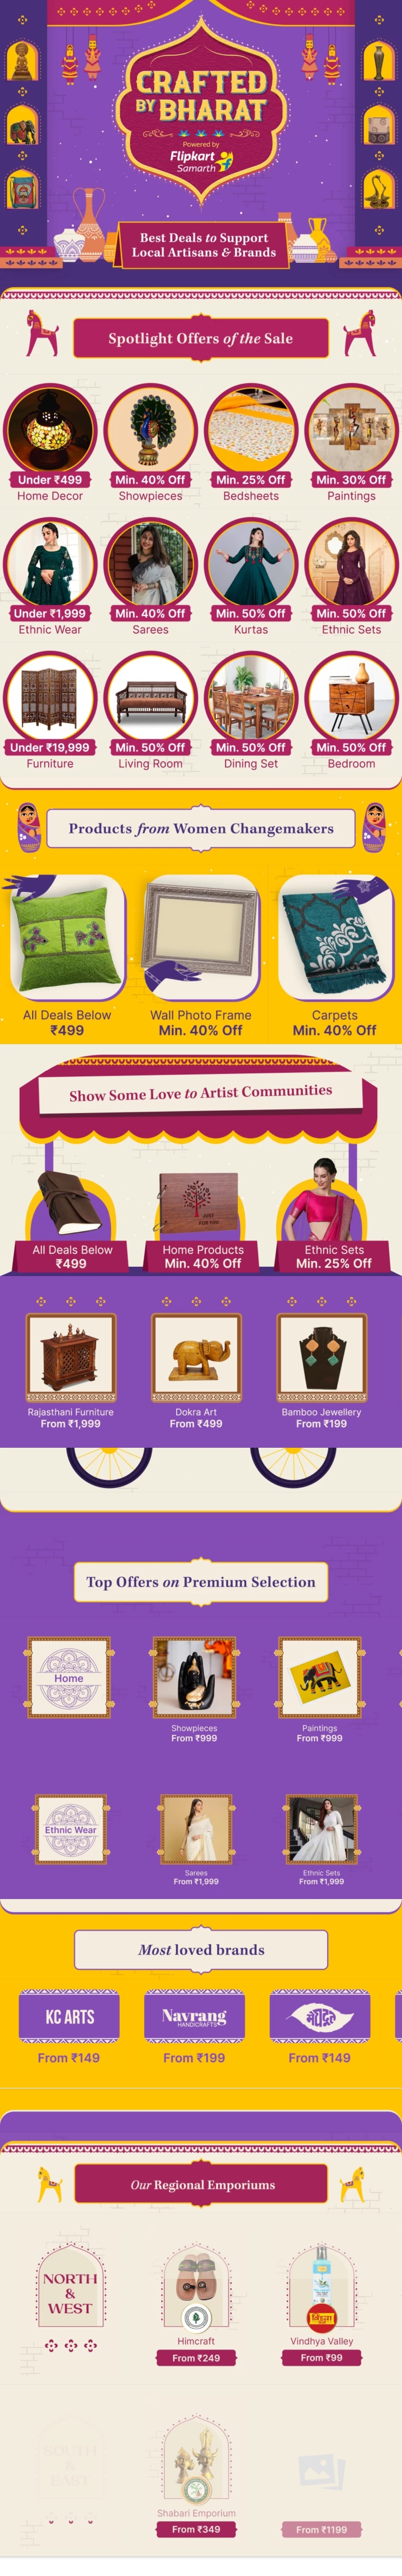 CRAFTED
BY BHARAT
Powered by
Flipkart
Samarth
Best Deals to Support
Local Artisans & Brands
Spotlight Offers of the Sale
Under ₹499
Min. 40% Off
Min. 25% Off
Min. 30% Off
Home Decor
Showpieces
Bedsheets
Paintings
Under ₹1,999
Min. 40% Off
Min. 50% Off
Min. 50% Off
Ethnic Wear
Sarees
Kurtas
Ethnic Sets
Under ₹19,999
Min. 50% Off
Min. 50% Off
Min. 50% Off
Furniture
Living Room
Dining Set
Bedroom
Products from Women Changemakers
All Deals Below
₹499
Wall Photo Frame
Min. 40% Off
Carpets
Min. 40% Off
Show Some Love to Artist Communities
JUST
FOR YOU
All Deals Below
₹499
Home Products
Min. 40% Off
Ethnic Sets
Min. 25% Off
Rajasthani Furniture
From ₹1,999
Dokra Art
From ₹499
Bamboo Jewellery
From ₹199
Top Offers on Premium Selection
Home
Showpieces
From ₹999
Paintings
From ₹999
Ethnic Wear
Sarees
From ₹1,999
Ethnic Sets
From ₹1,999
Most loved brands
KC ARTS
Navrang
HANDICRAFTS
From ₹149
From ₹199
From ₹149
Our Regional Emporiums
NORTH
&
WEST
Himcraft
From ₹249
Vindhya Valley
From ₹99
SOUTH
&
EAST
Shabari Emporium
From ₹349
From ₹1199